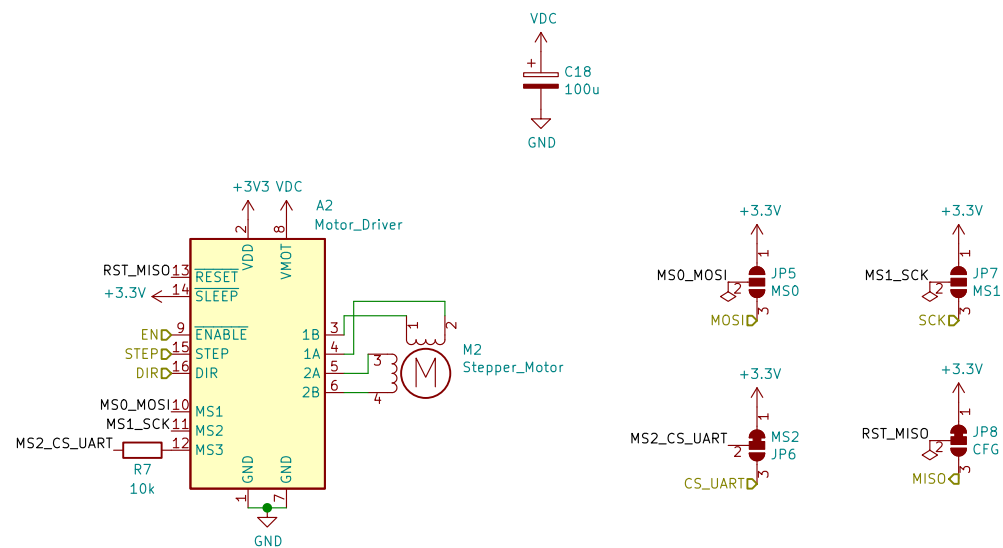 VDC
+
C18
100u
GND
+3V3 VDC
A2
Motor_Driver
2
8
VDD
VMOT
RST_MISO 13 RESET
+3.3V 14 SLEEP
EN 9 ENABLE
STEP 15 STEP
DIR 16 DIR
MS0_MOSI 10 MS1
MS1_SCK 11 MS2
MS2_CS_UART 12 MS3
R7
10k
1B 3
1A 4
2A 5
2B 6
1
2
3
4
M
M2
Stepper_Motor
GND
GND
1
7
GND
+3.3V
1
MS0_MOSI
2
JP5
MS0
MOSI
3
+3.3V
1
MS1_SCK
2
JP7
MS1
SCK
3
+3.3V
1
MS2_CS_UART
2
MS2
JP6
CS_UART
3
+3.3V
1
RST_MISO
2
JP8
CFG
MISO
3